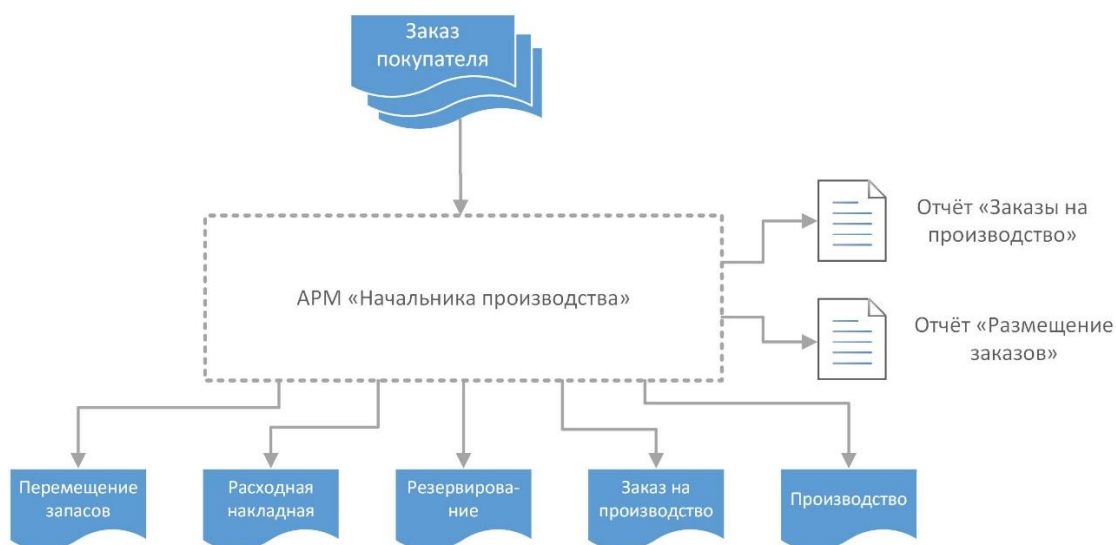 Заказ
покупателя
Отчёт «Заказы на
производство»
АРМ «Начальника производства»
Отчёт «Размещение
заказов»
Перемещение
запасов
Расходная
накладная
Резервирова-
ние
Заказ на
производство
Производство